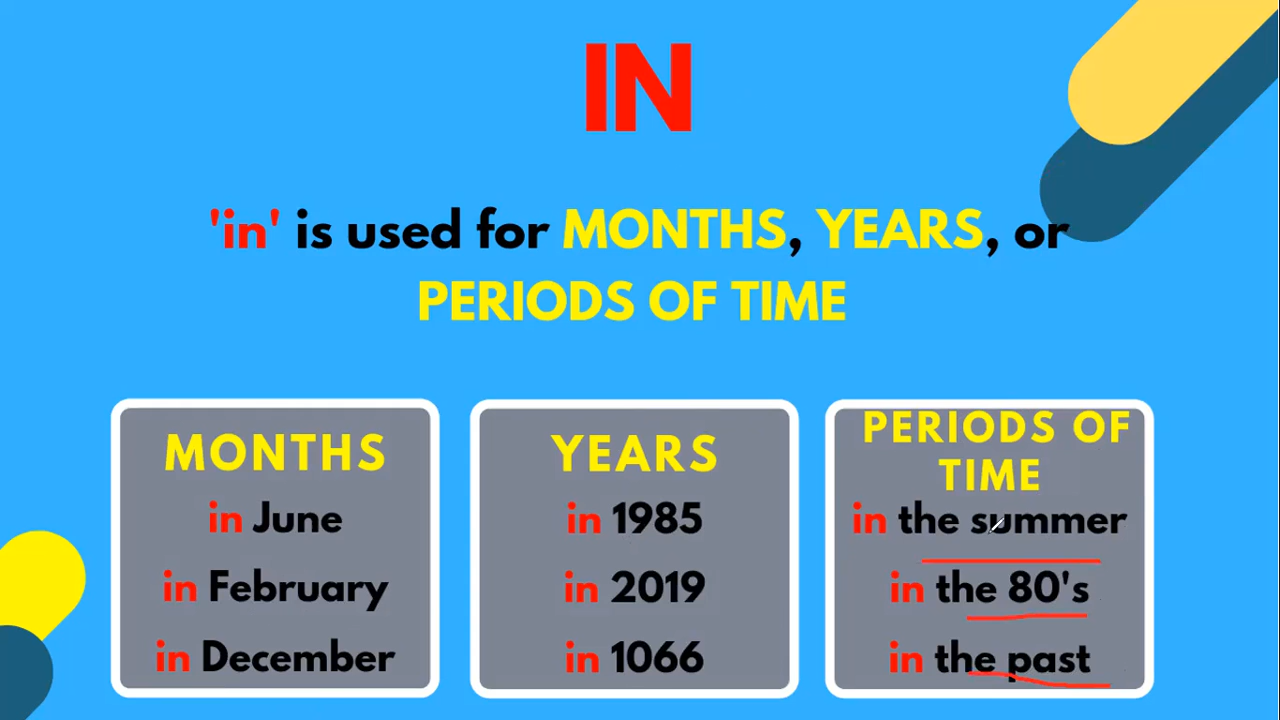 IN
'in' is used for MONTHS, YEARS, or
PERIODS OF TIME
MONTHS
in June
in February
in December
YEARS
in 1985
in 2019
in 1066
PERIODS OF
TIME
in the summer
in the 80's
in the past